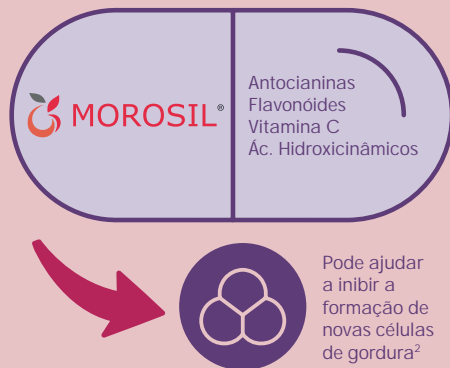 MOROSIL®
Antocianinas
Flavonóides
Vitamina C
Ác. Hidroxicinâmicos
Pode ajudar
a inibir a
formação de
novas células
de gordura²